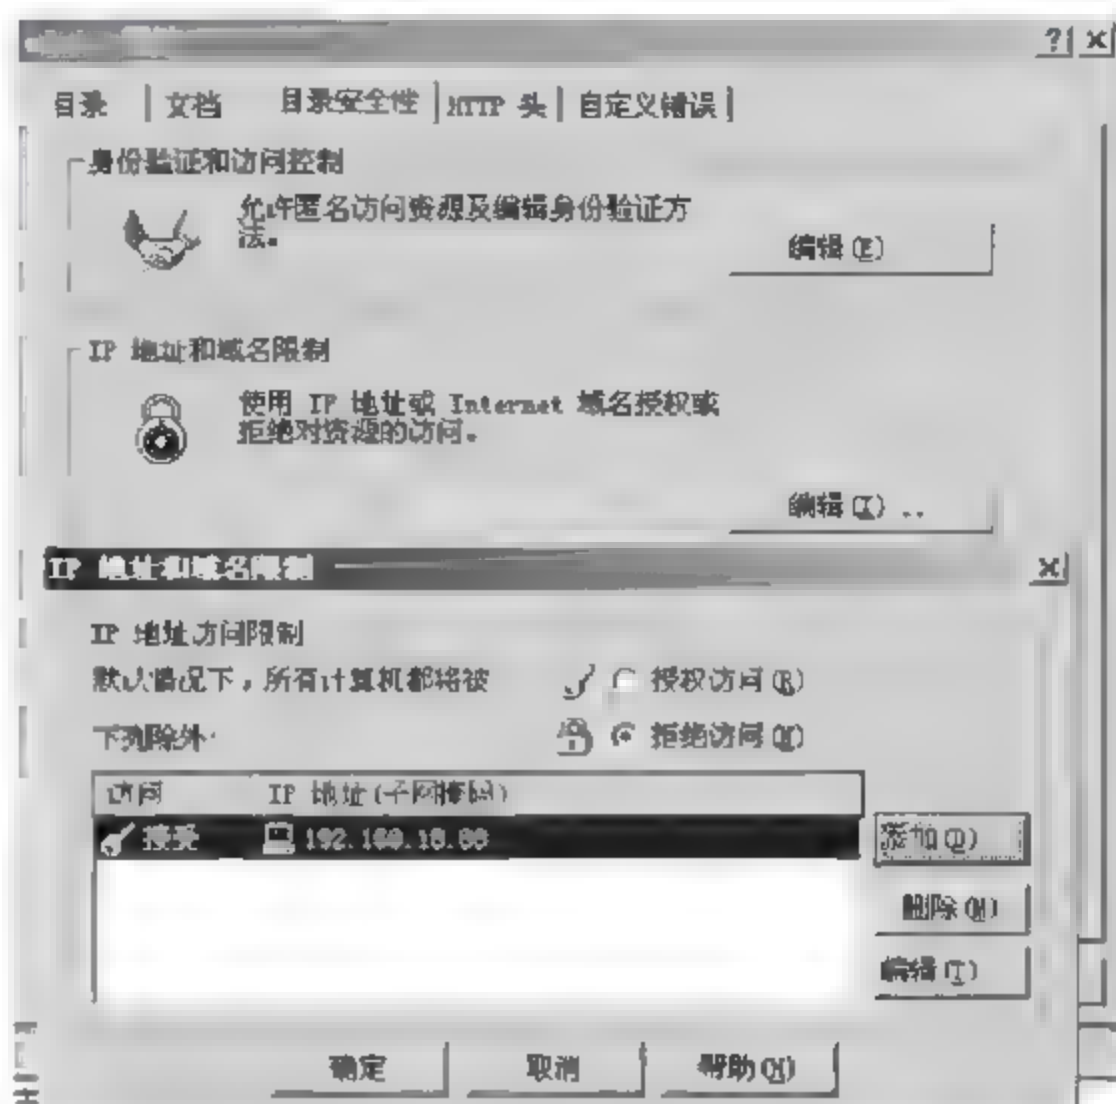 目录 文档 目录安全性 HTTP 头 自定义错误
身份验证和访问控制
允许匿名访问资源及编辑身份验证方
法。
编辑(E)
IP 地址和域名限制
使用 IP 地址或 Internet 域名授权或
拒绝对资源的访问。
编辑(I)..
IP 地址和域名限制
IP 地址访问限制
默认情况下，所有计算机都将被
授权访问(R)
下列除外:
拒绝访问(N)
访问 IP 地址(子网掩码)
接受
添加(D)
删除(M)
编辑(T)
确定 取消 帮助(H)